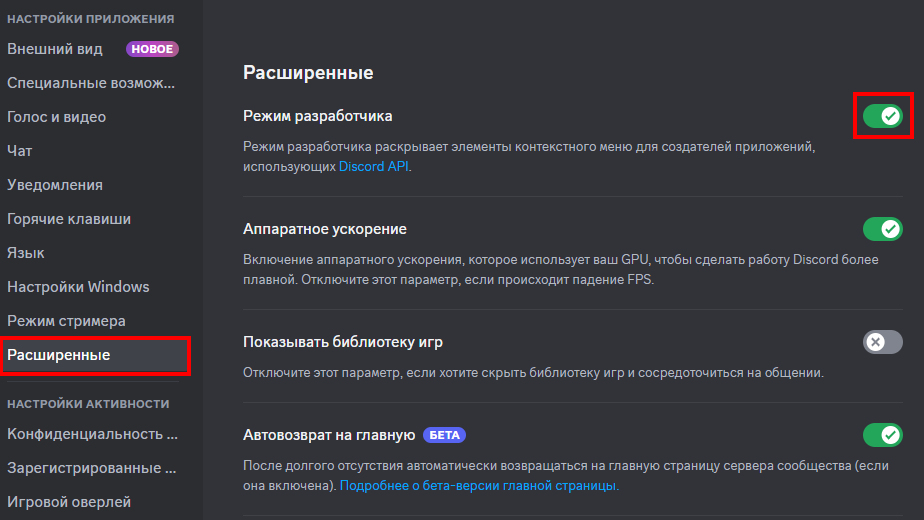 НАСТРОЙКИ ПРИЛОЖЕНИЯ
Внешний вид НОВОЕ
Специальные возмож...
Голос и видео
Чат
Уведомления
Горячие клавиши
Язык
Настройки Windows
Режим стримера
Расширенные
НАСТРОЙКИ АКТИВНОСТИ
Конфиденциальность ...
Зарегистрированные ...
Игровой оверлей
Расширенные
Режим разработчика
Режим разработчика раскрывает элементы контекстного меню для создателей приложений,
использующих Discord API.
Аппаратное ускорение
Включение аппаратного ускорения, которое использует ваш GPU, чтобы сделать работу Discord более
плавной. Отключите этот параметр, если происходит падение FPS.
Показывать библиотеку игр
Отключите этот параметр, если хотите скрыть библиотеку игр и сосредоточиться на общении.
Автовозврат на главную БЕТА
После долгого отсутствия автоматически возвращаться на главную страницу сервера сообщества (если
она включена). Подробнее о бета-версии главной страницы.